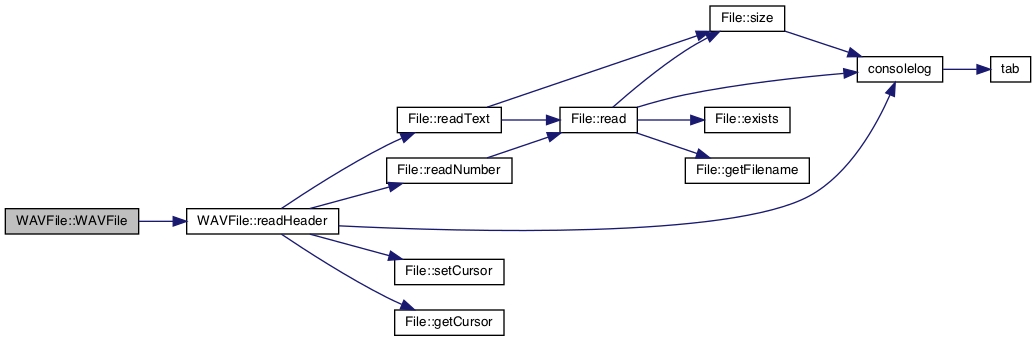 File::size
consolelog
tab
File::readText
File::read
File::exists
File::readNumber
File::getFilename
WAVFile::WAVFile
WAVFile::readHeader
File::setCursor
File::getCursor